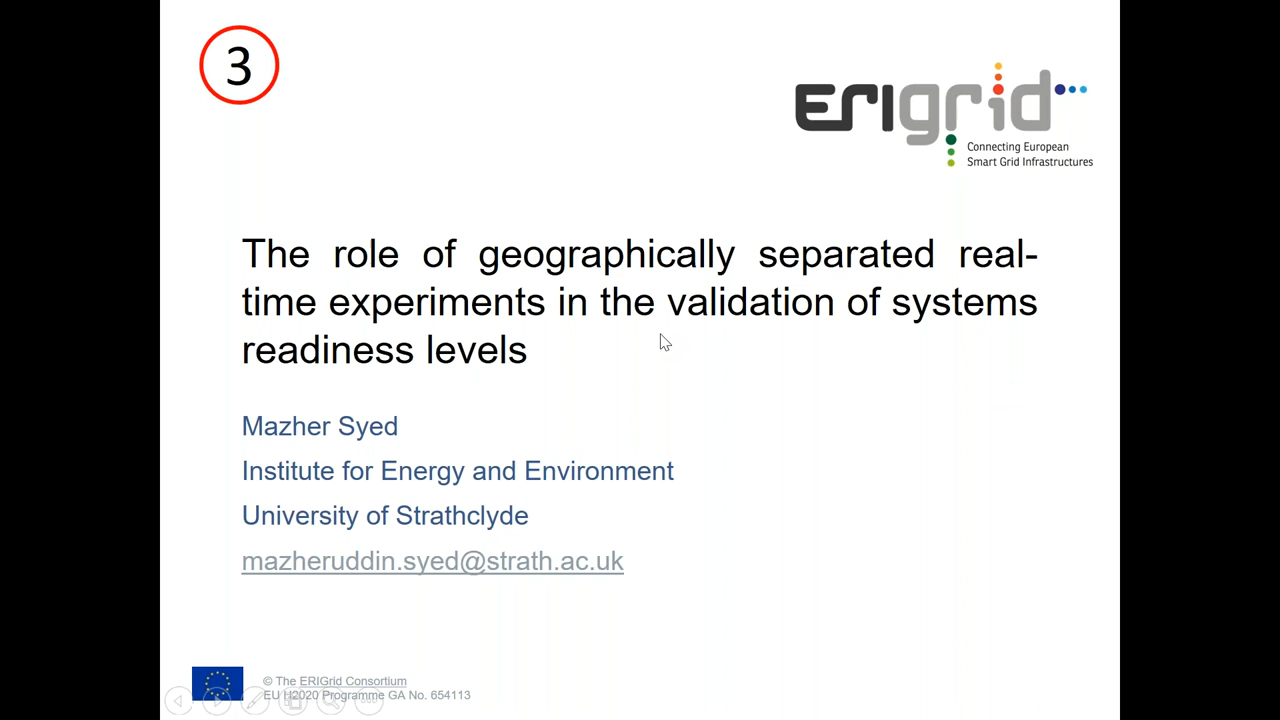 3
ERIGrid
Connecting European
Smart Grid Infrastructures
The role of geographically separated real-
time experiments in the validation of systems
readiness levels
Mazher Syed
Institute for Energy and Environment
University of Strathclyde
mazheruddin.syed@strath.ac.uk
© The ERIGrid Consortium
EU H2020 Programme GA No. 654113